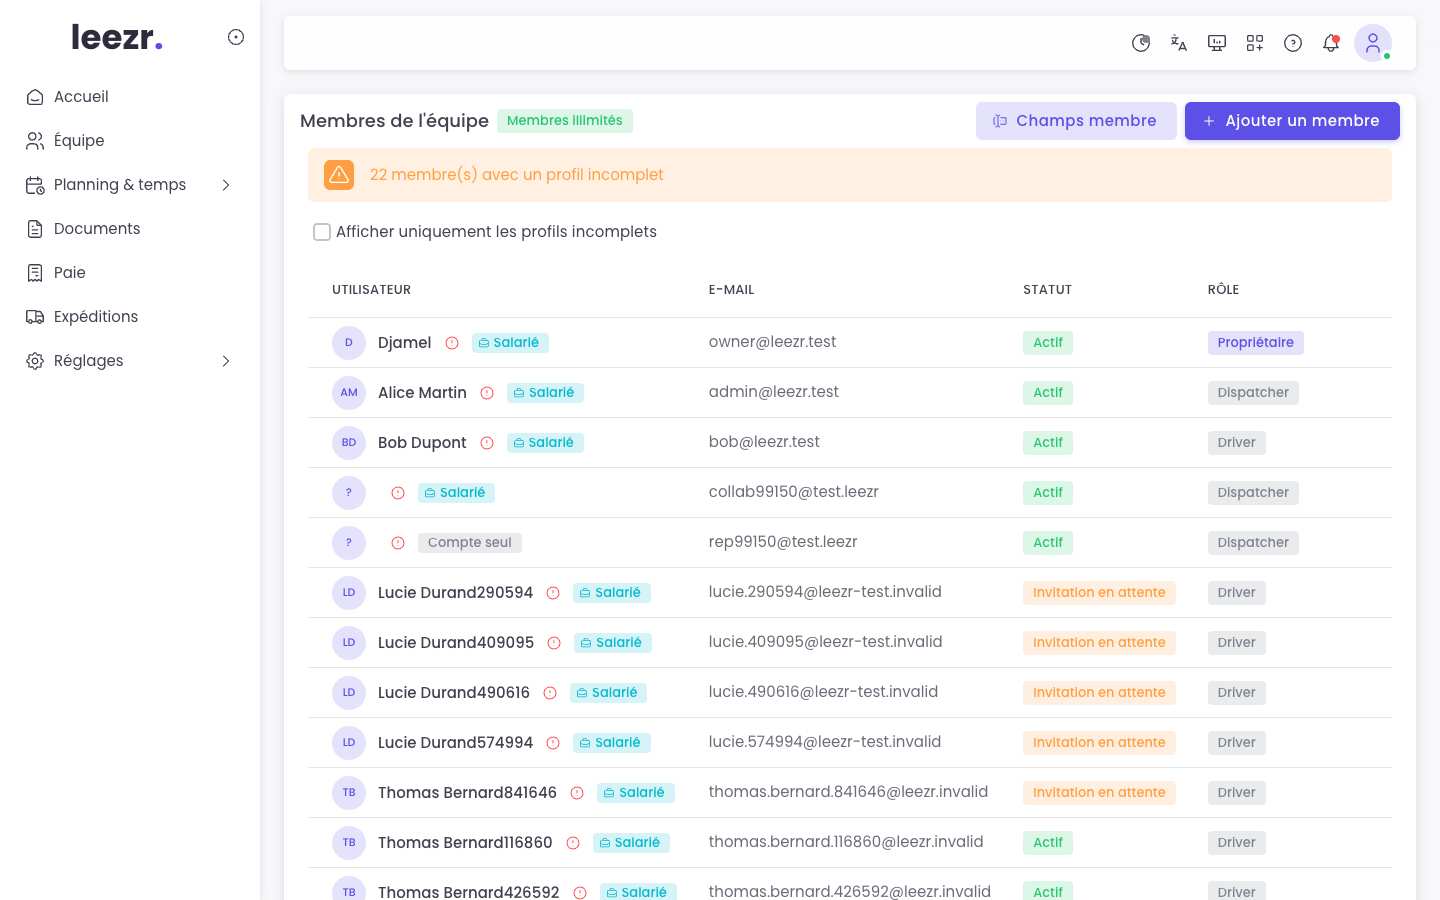 leezr.
Accueil
Équipe
Planning & temps
Documents
Paie
Expéditions
Réglages
Membres de l'équipe Membres illimités Champs membre + Ajouter un membre
22 membre(s) avec un profil incomplet
Afficher uniquement les profils incomplets
UTILISATEUR E-MAIL STATUT RÔLE
D Djamel Salarié owner@leezr.test Actif Propriétaire
AM Alice Martin Salarié admin@leezr.test Actif Dispatcher
BD Bob Dupont Salarié bob@leezr.test Actif Driver
? Salarié collab99150@test.leezr Actif Dispatcher
? Compte seul rep99150@test.leezr Actif Dispatcher
LD Lucie Durand290594 Salarié lucie.290594@leezr-test.invalid Invitation en attente Driver
LD Lucie Durand409095 Salarié lucie.409095@leezr-test.invalid Invitation en attente Driver
LD Lucie Durand490616 Salarié lucie.490616@leezr-test.invalid Invitation en attente Driver
LD Lucie Durand574994 Salarié lucie.574994@leezr-test.invalid Invitation en attente Driver
TB Thomas Bernard841646 Salarié thomas.bernard.841646@leezr.invalid Invitation en attente Driver
TB Thomas Bernard116860 Salarié thomas.bernard.116860@leezr.invalid Actif Driver
TB Thomas Bernard426592 Salarié thomas.bernard.426592@leezr.invalid Actif Driver